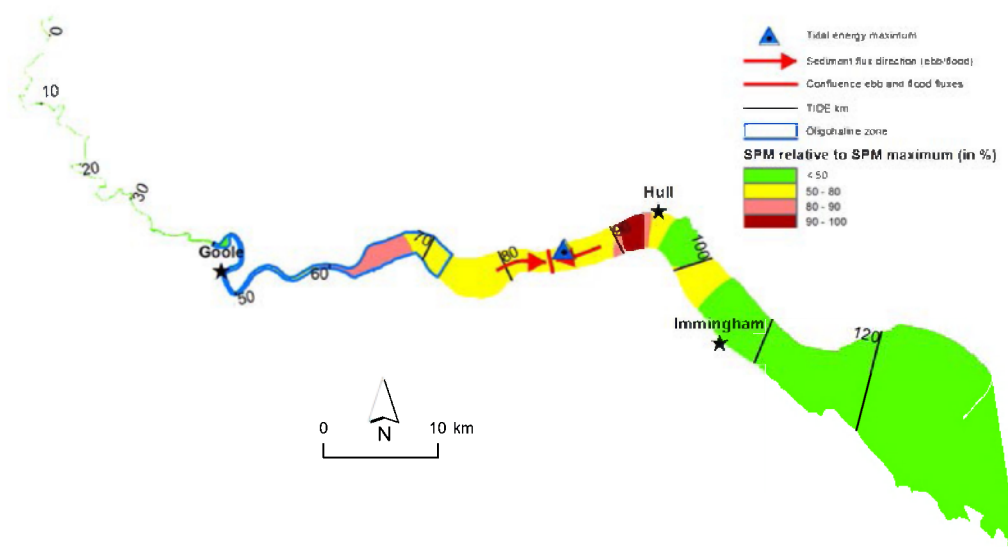 0
10
20
30
Goole
50
60
70
80
90
Hull
100
Immingham
120
Tidal energy maximum
Sediment flux direction (ebb/flood)
Confluence ebb and flood fluxes
TIDE km
Oligohaline zone
SPM relative to SPM maximum (in %)
< 50
50 - 80
80 - 90
90 - 100
N
0 10 km